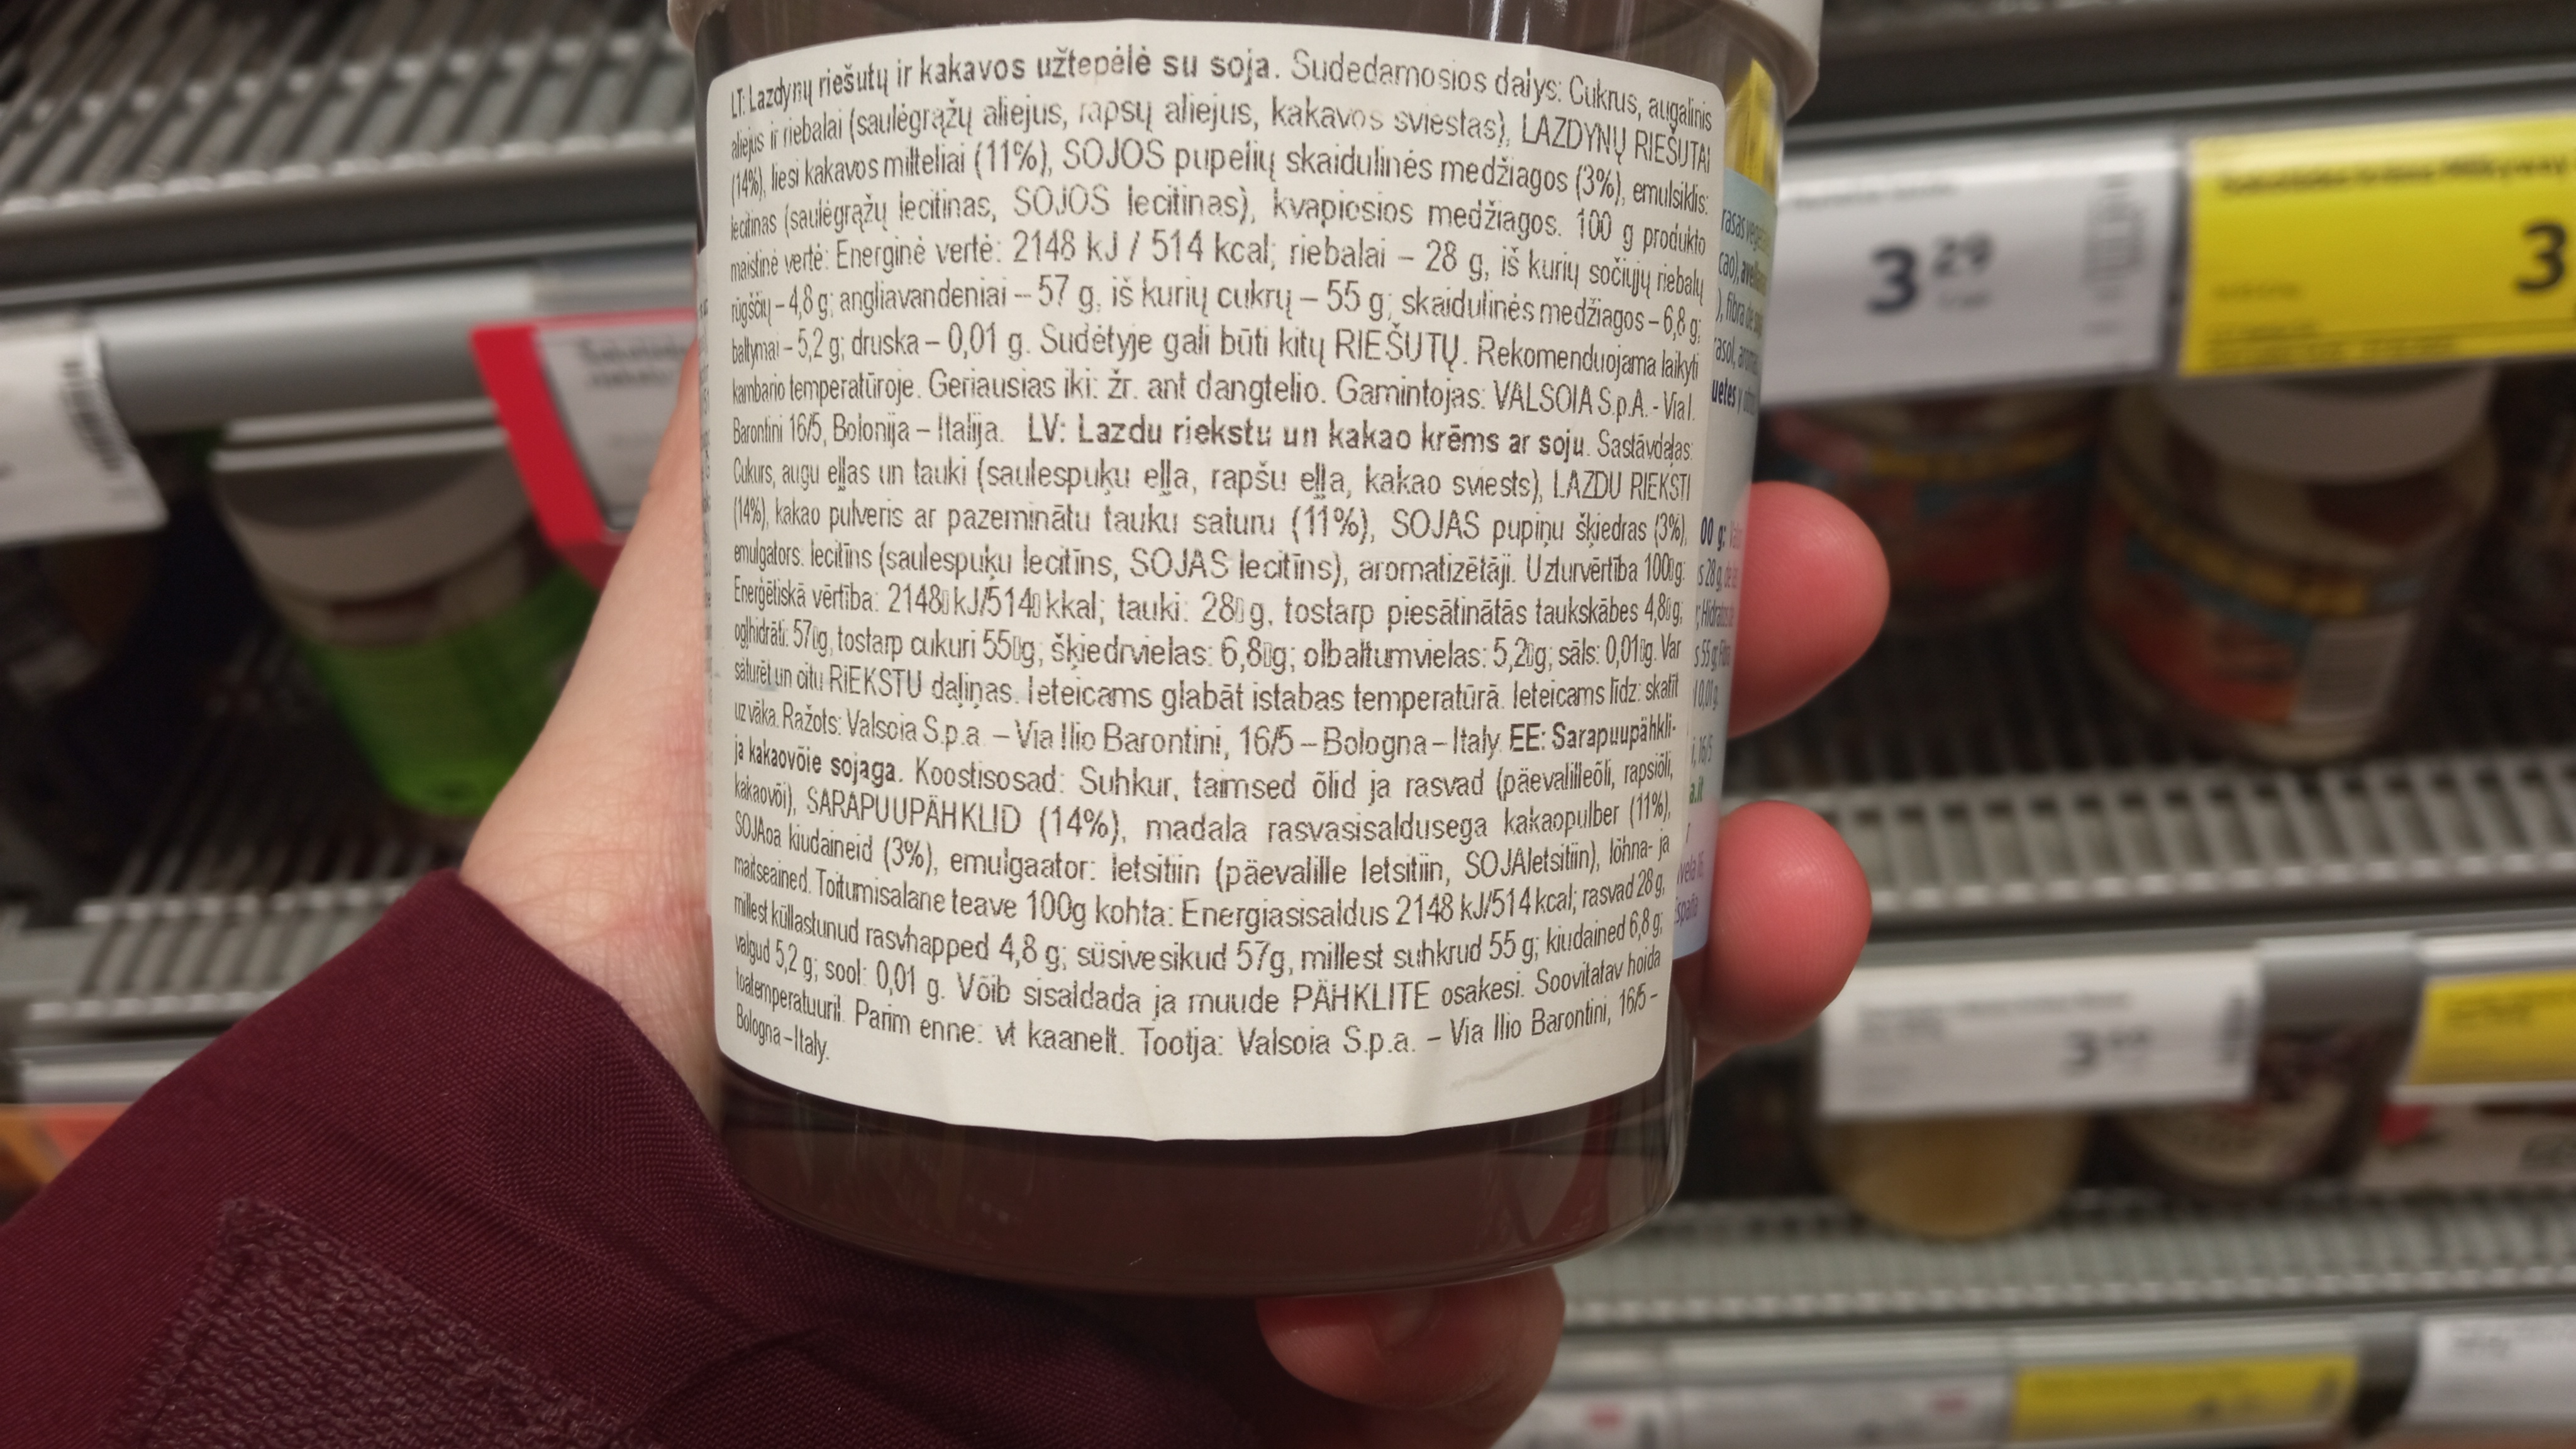 LT: Lazdynų riešutų ir kakavos užtepėlė su soja. Sudedamosios dalys: Cukrus, augalinis
aliejus ir riebalai (saulėgrąžų aliejus, rapsų aliejus, kakavos sviestas), LAZDYNŲ RIEŠUTAI
(14%), liesi kakavos milteliai (11%), SOJOS pupelių skaidulinės medžiagos (3%), emulsiklis:
lecitinas (saulėgrąžų lecitinas, SOJOS lecitinas), kvapiosios medžiagos. 100 g produkto
maistinė vertė: Energinė vertė: 2148 kJ / 514 kcal; riebalai – 28 g, iš kurių sočiųjų riebalų
rūgščių – 4,8 g; angliavandeniai – 57 g, iš kurių cukrų – 55 g; skaidulinės medžiagos – 6,8 g;
baltymai – 5,2 g; druska – 0,01 g. Sudėtyje gali būti kitų RIEŠUTŲ. Rekomenduojama laikyti
kambario temperatūroje. Geriausias iki: žr. ant dangtelio. Gamintojas: VALSOIA S.p.A. - Via I.
Barontini 16/5, Bolonija – Italija. LV: Lazdu riekstu un kakao krēms ar soju. Sastāvdaļas:
Cukurs, augu eļļas un tauki (saulespuķu eļļa, rapšu eļļa, kakao sviests), LAZDU RIEKSTI
(14%), kakao pulveris ar pazeminātu tauku saturu (11%), SOJAS pupiņu šķiedras (3%),
emulgators: lecitīns (saulespuķu lecitīns, SOJAS lecitīns), aromatizētāji. Uzturvērtība 100▯g:
Enerģētiskā vērtība: 2148▯kJ/514▯kkal; tauki: 28▯g, tostarp piesātinātās taukskābes 4,8▯g;
ogļhidrāti: 57▯g, tostarp cukuri 55▯g; šķiedrvielas: 6,8▯g; olbaltumvielas: 5,2▯g; sāls: 0,01▯g. Var
saturēt un citu RIEKSTU daļiņas. Ieteicams glabāt istabas temperatūrā. Ieteicams līdz: skatīt
uz vāka. Ražots: Valsoia S.p.a. – Via Ilio Barontini, 16/5 – Bologna – Italy. EE: Sarapuupähkli-
ja kakaovõie sojaga. Koostisosad: Suhkur, taimsed õlid ja rasvad (päevalilleõli, rapsiõli,
kakaovõi), SARAPUUPÄHKLID (14%), madala rasvasisaldusega kakaopulber (11%),
SOJAoa kiudaineid (3%), emulgaator: letsitiin (päevalille letsitiin, SOJAletsitiin), lõhna- ja
maitseained. Toitumisalane teave 100g kohta: Energiasisaldus 2148 kJ/514 kcal; rasvad 28 g,
millest küllastunud rasvhapped 4,8 g; süsivesikud 57g, millest suhkrud 55 g; kiudained 6,8 g;
valgud 5,2 g; sool: 0,01 g. Võib sisaldada ja muude PÄHKLITE osakesi. Soovitatav hoida
toatemperatuuril. Parim enne: vt kaanelt. Tootja: Valsoia S.p.a. – Via Ilio Barontini, 16/5 –
Bologna – Italy.
00 g:
s 28 g,
s 55 g
0,01g.
, 16/5
a.it
España
3 29
3
3